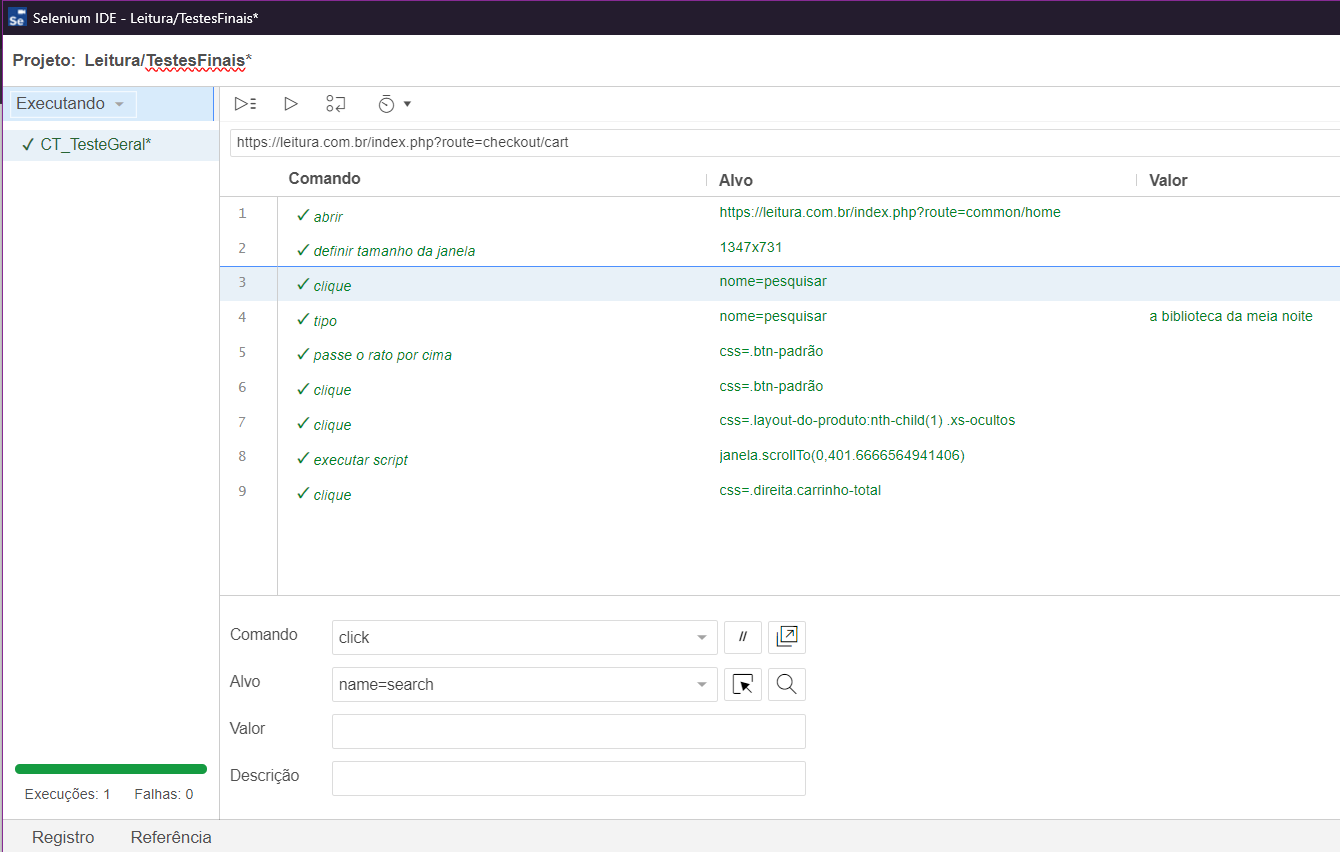 Selenium IDE - Leitura/TestesFinais*
Projeto: Leitura/TestesFinais*
Executando
✓ CT_TesteGeral*
https://leitura.com.br/index.php?route=checkout/cart
Comando Alvo Valor
1 ✓ abrir https://leitura.com.br/index.php?route=common/home
2 ✓ definir tamanho da janela 1347x731
3 ✓ clique nome=pesquisar
4 ✓ tipo nome=pesquisar a biblioteca da meia noite
5 ✓ passe o rato por cima css=.btn-padrão
6 ✓ clique css=.btn-padrão
7 ✓ clique css=.layout-do-produto:nth-child(1) .xs-ocultos
8 ✓ executar script janela.scrollTo(0,401.6666564941406)
9 ✓ clique css=.direita.carrinho-total
Comando click //
Alvo name=search
Valor
Descrição
Execuções: 1 Falhas: 0
Registro Referência